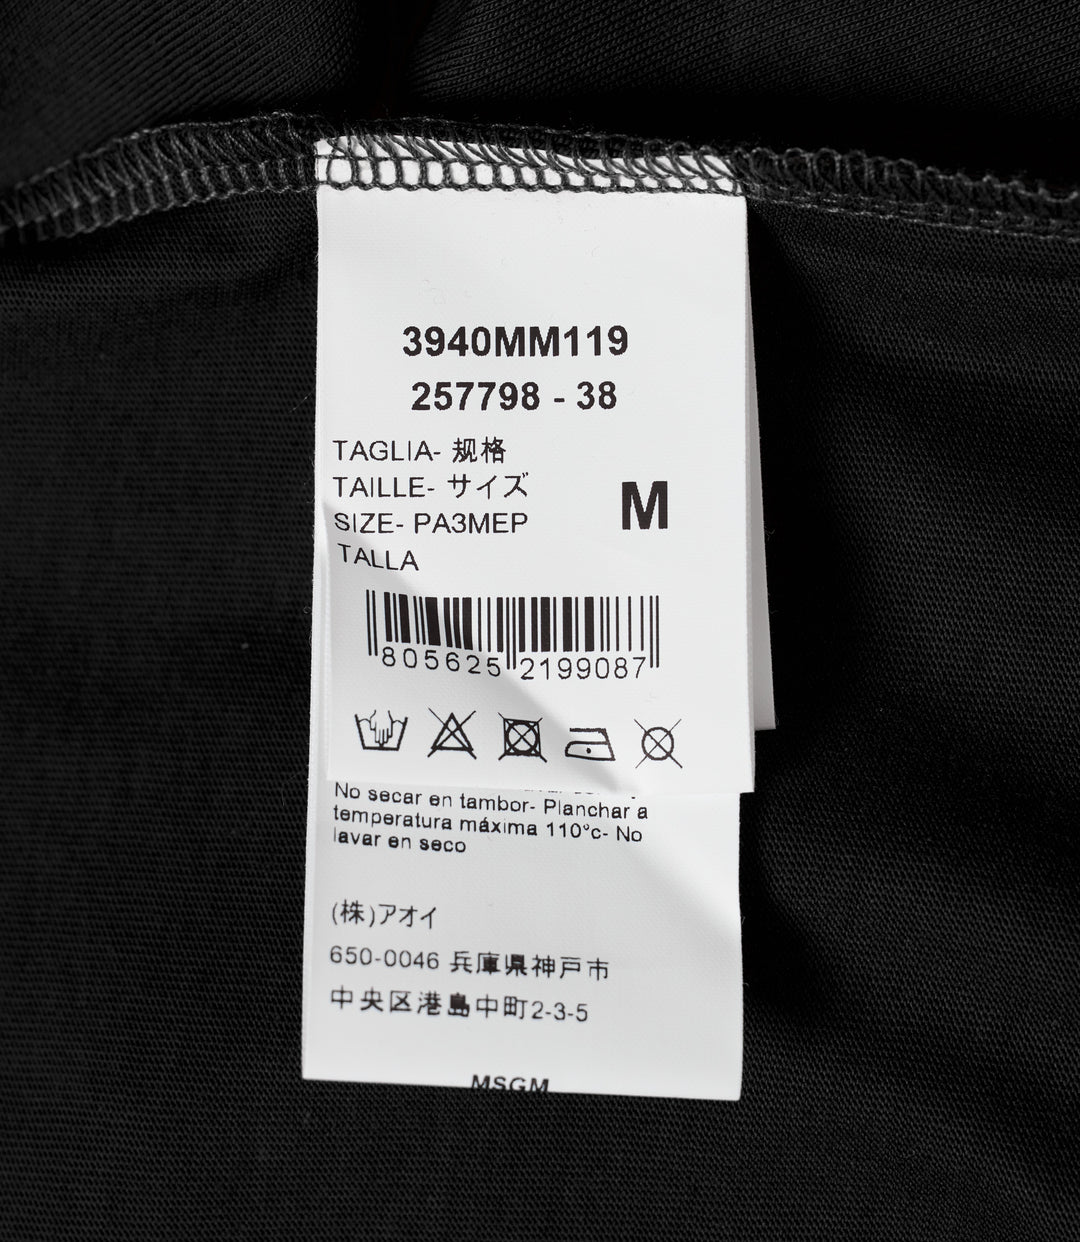 3940MM119
257798 - 38
TAGLIA- 规格
TAILLE- サイズ
SIZE- PA3MEP
TALLA
M
805625 2199087
No secar en tambor- Planchar a
temperatura máxima 110°c- No
lavar en seco
(株)アオイ
650-0046 兵庫県神戸市
中央区港島中町2-3-5
MSGM